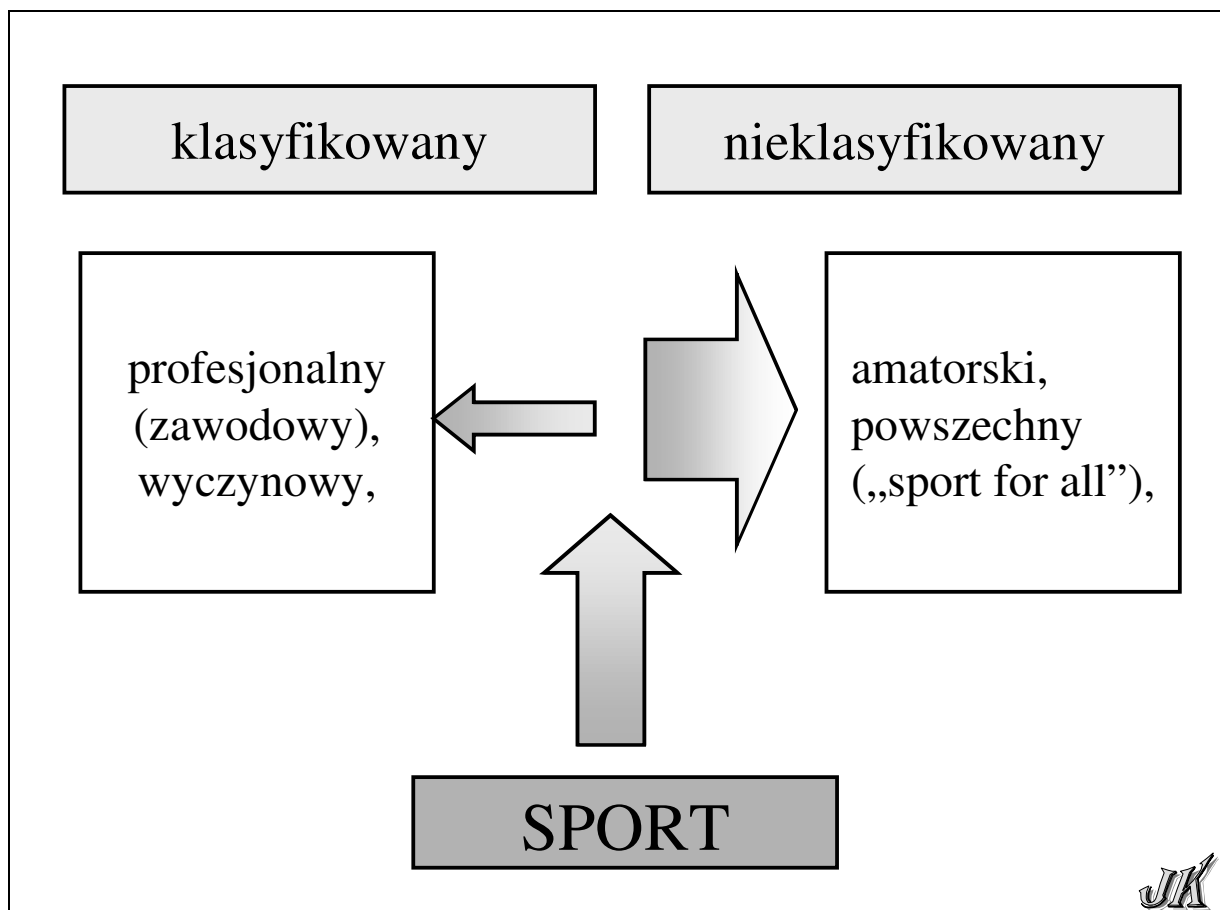 klasyfikowany
nieklasyfikowany
profesjonalny
(zawodowy),
wyczynowy,
amatorski,
powszechny
(„sport for all”),
SPORT
JK